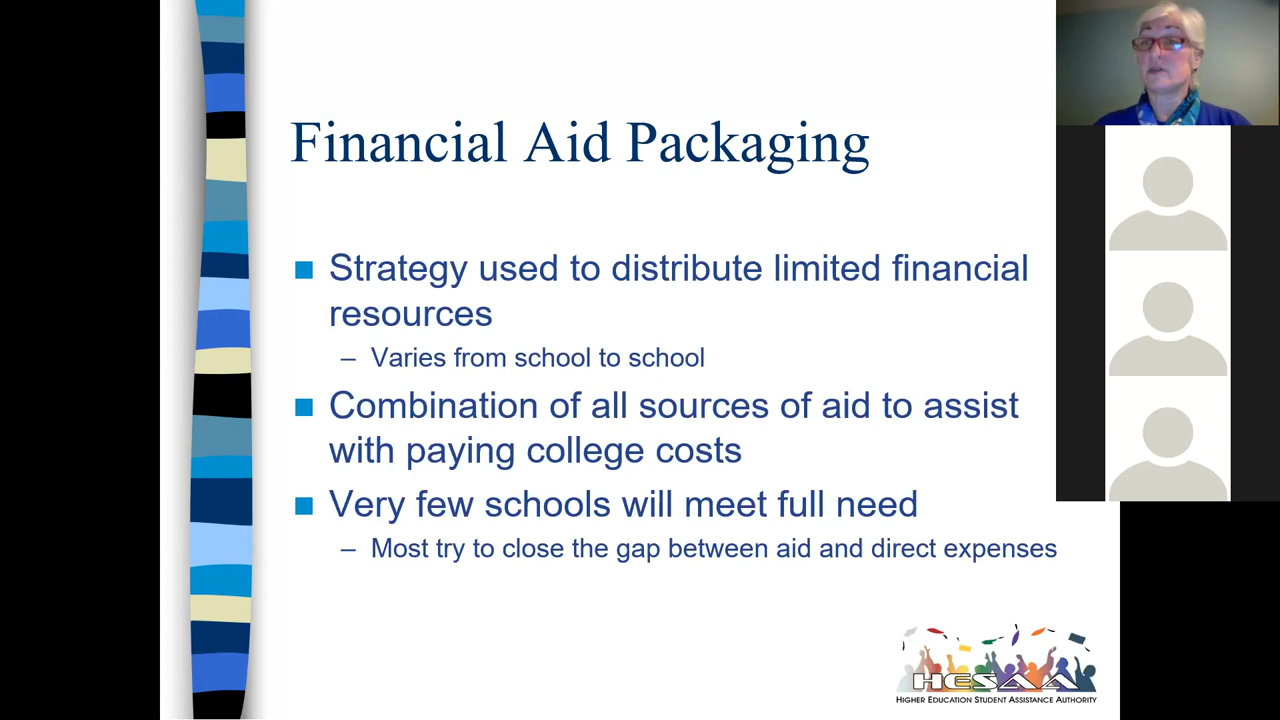 Financial Aid Packaging
Strategy used to distribute limited financial
resources
– Varies from school to school
Combination of all sources of aid to assist
with paying college costs
Very few schools will meet full need
– Most try to close the gap between aid and direct expenses
HESAA
HIGHER EDUCATION STUDENT ASSISTANCE AUTHORITY